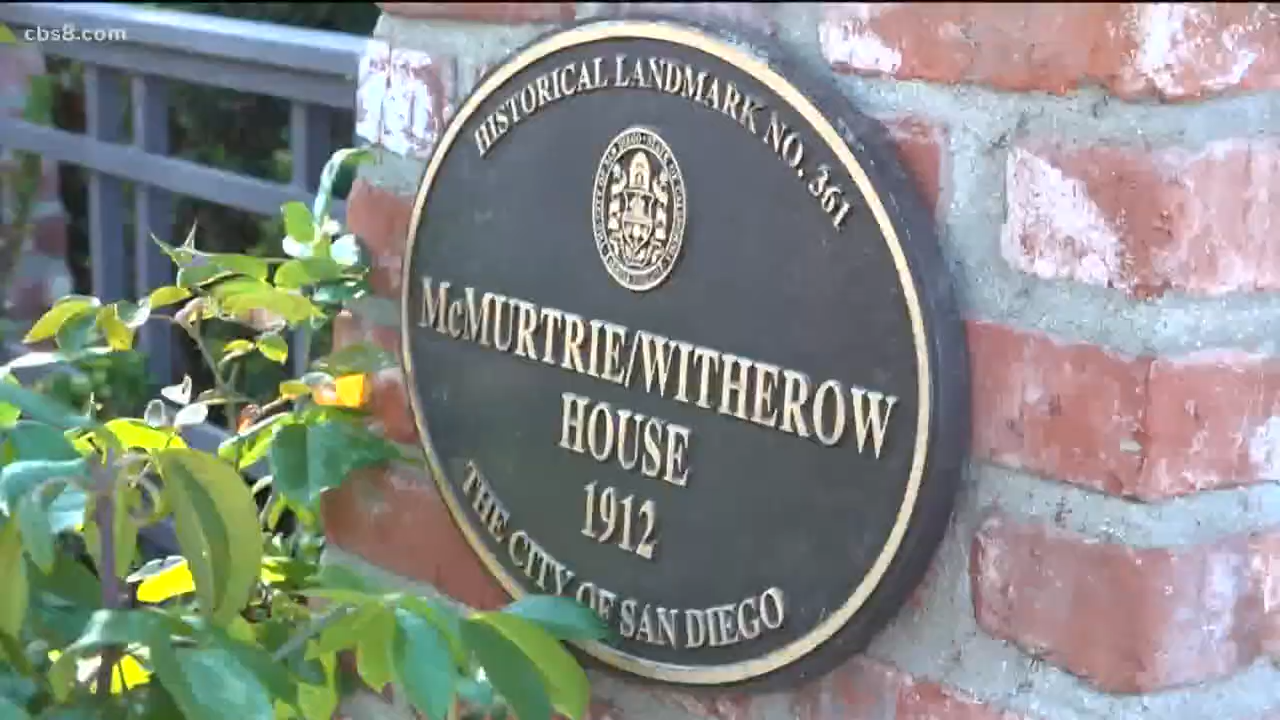 cbs8.com
HISTORICAL LANDMARK NO. 361
McMURTRIE/WITHEROW
HOUSE
1912
THE CITY OF SAN DIEGO